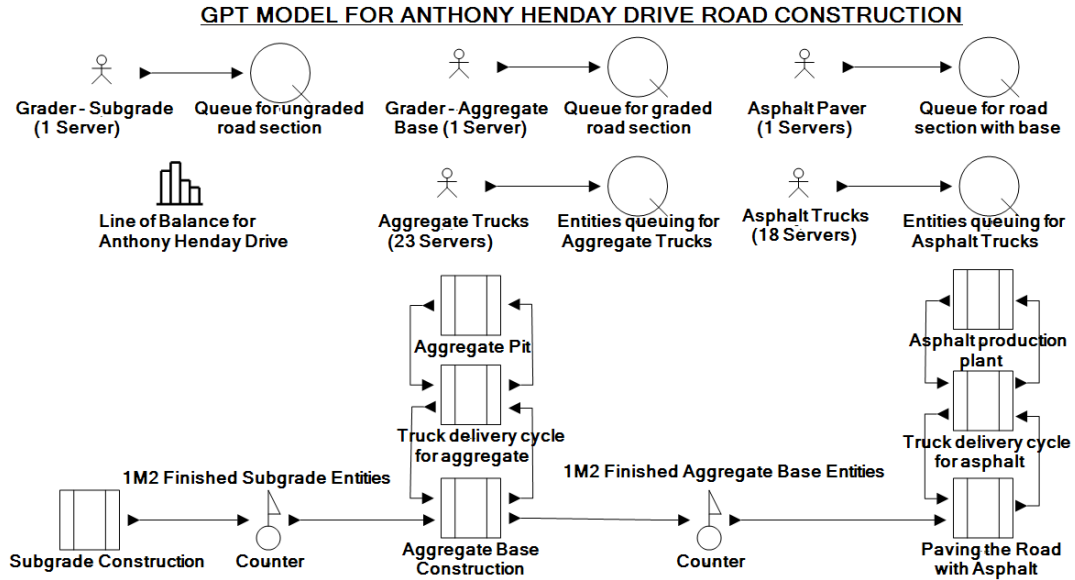 GPT MODEL FOR ANTHONY HENDAY DRIVE ROAD CONSTRUCTION
Grader - Subgrade
(1 Server)
Queue for ungraded
road section
Grader - Aggregate
Base (1 Server)
Queue for graded
road section
Asphalt Paver
(1 Servers)
Queue for road
section with base
Line of Balance for
Anthony Henday Drive
Aggregate Trucks
(23 Servers)
Entities queuing for
Aggregate Trucks
Asphalt Trucks
(18 Servers)
Entities queuing for
Asphalt Trucks
Aggregate Pit
Asphalt production
plant
Truck delivery cycle
for aggregate
Truck delivery cycle
for asphalt
1M2 Finished Subgrade Entities
1M2 Finished Aggregate Base Entities
Subgrade Construction
Counter
Aggregate Base
Construction
Counter
Paving the Road
with Asphalt